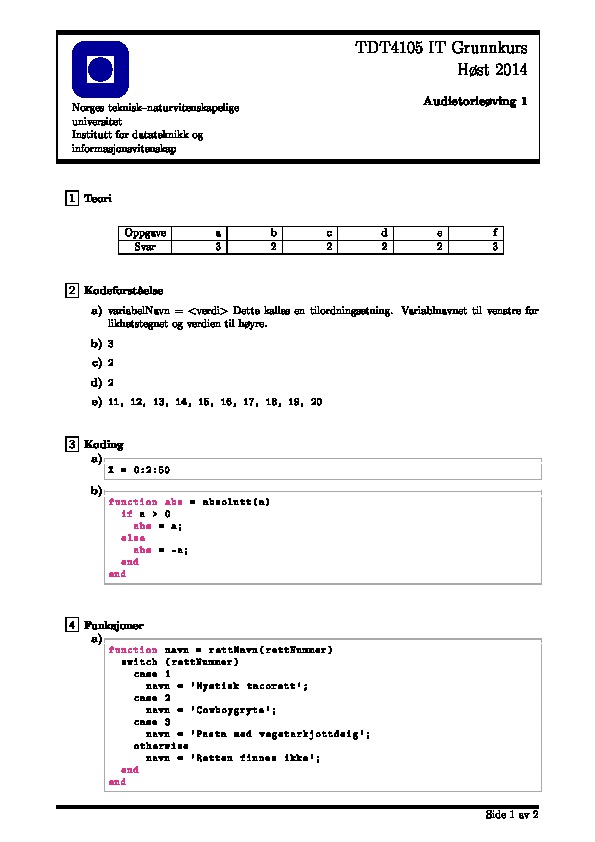 TDT4105 IT Grunnkurs
Høst 2014
Auditorieøving 1
Norges teknisk–naturvitenskapelige
universitet
Institutt for datateknikk og
informasjonsvitenskap
1 Teori
Oppgave a b c d e f
Svar 3 2 2 2 2 3
2 Kodeforståelse
a) variabelNavn = <verdi> Dette kalles en tilordningsetning. Variablnavnet til venstre for
likhetstegnet og verdien til høyre.
b) 3
c) 2
d) 2
e) 11, 12, 13, 14, 15, 16, 17, 18, 19, 20
3 Koding
a)
X = 0:2:50
b)
function abs = absolutt(a)
if a > 0
abs = a;
else
abs = -a;
end
end
4 Funksjoner
a)
function navn = rettNavn(rettNummer)
switch (rettNummer)
case 1
navn = 'Mystisk tacorett';
case 2
navn = 'Cowboygryte';
case 3
navn = 'Pasta med vegetarkjottdeig';
otherwise
navn = 'Retten finnes ikke';
end
end
Side 1 av 2